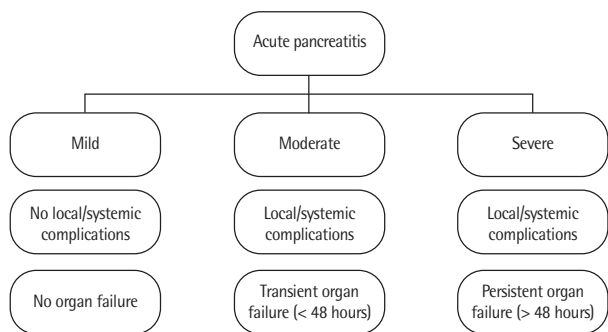 Acute pancreatitis
Mild
Moderate
Severe
No local/systemic
complications
Local/systemic
complications
Local/systemic
complications
No organ failure
Transient organ
failure (< 48 hours)
Persistent organ
failure (> 48 hours)